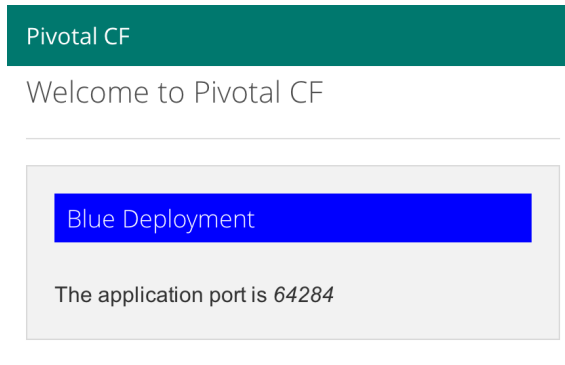 Pivotal CF
Welcome to Pivotal CF
Blue Deployment
The application port is 64284